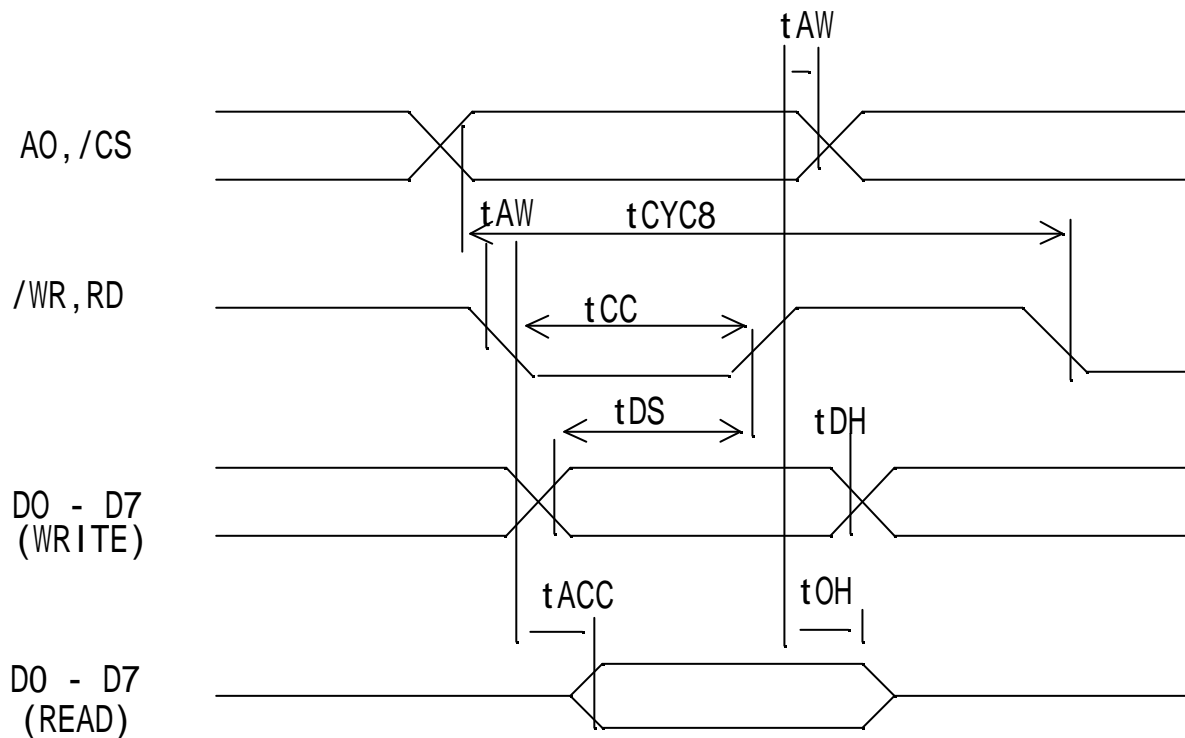 tAW
AO,/CS
tAW
tCYC8
/WR,RD
tCC
tDS
tDH
DO - D7
(WRITE)
tACC
tOH
DO - D7
(READ)